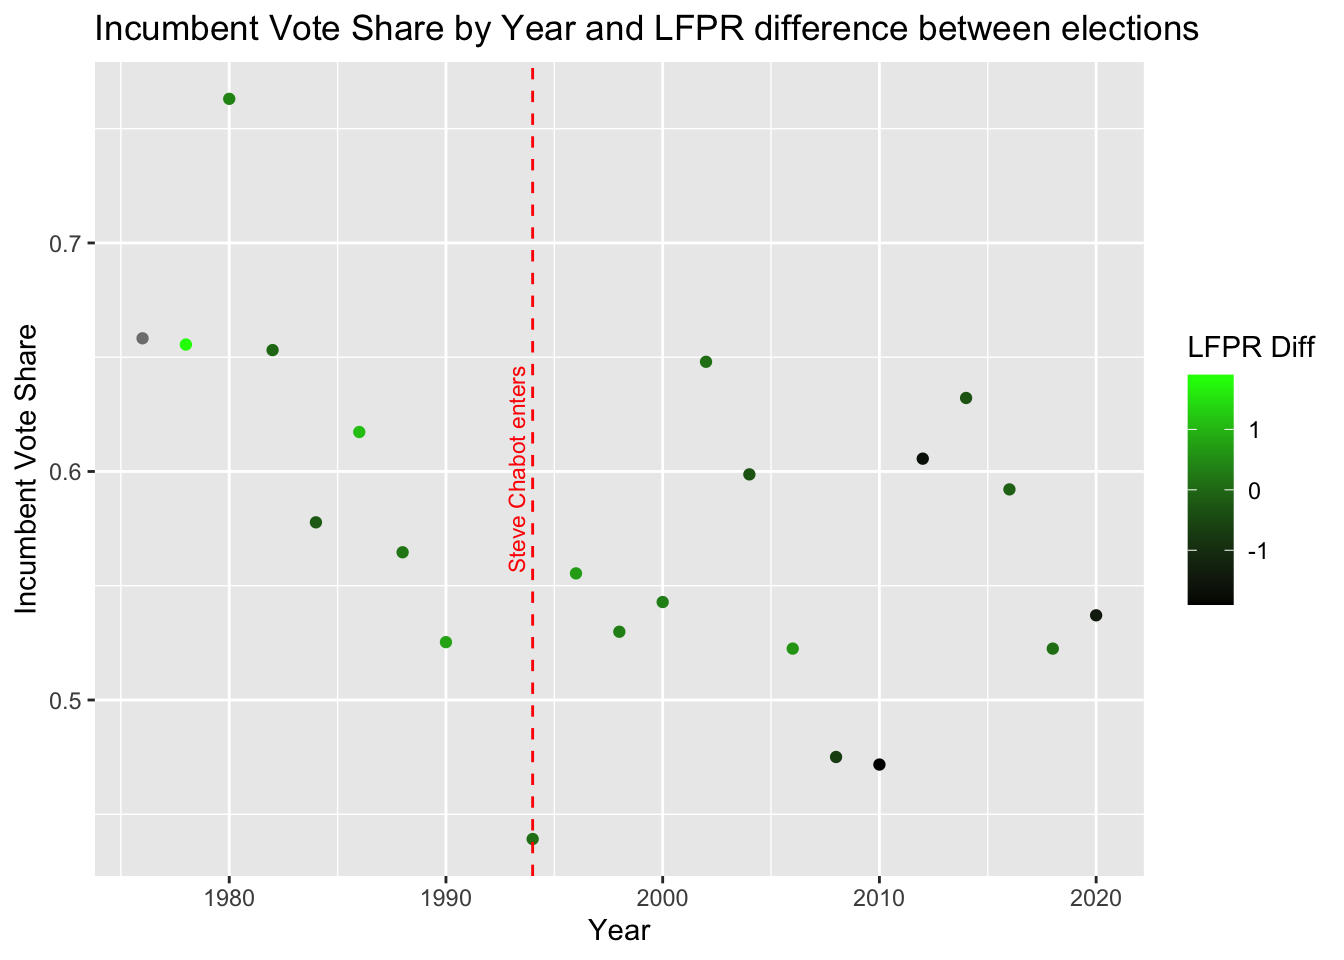 Incumbent Vote Share by Year and LFPR difference between elections
Incumbent Vote Share
0.7
0.6
0.5
Steve Chabot enters
1980
1990
2000
2010
2020
Year
LFPR Diff
1
0
-1